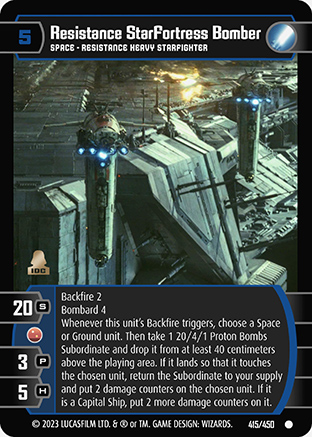 5 Resistance StarFortress Bomber
SPACE - RESISTANCE HEAVY STARFIGHTER
IDC
20 S
3 P
5 H
Backfire 2
Bombard 4
Whenever this unit's Backfire triggers, choose a Space
or Ground unit. Then take 1 20/4/1 Proton Bombs
Subordinate and drop it from at least 40 centimeters
above the playing area. If it lands so that it touches
the chosen unit, return the Subordinate to your supply
and put 2 damage counters on the chosen unit. If it
is a Capital Ship, put 2 more damage counters on it.
© 2023 LUCASFILM LTD. & ® or TM. GAME DESIGN: WIZARDS. 415/450